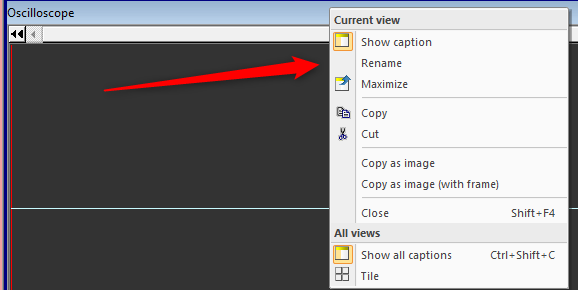 Oscilloscope
Current view
Show caption
Rename
Maximize
Copy
Cut
Copy as image
Copy as image (with frame)
Close Shift+F4
All views
Show all captions Ctrl+Shift+C
Tile